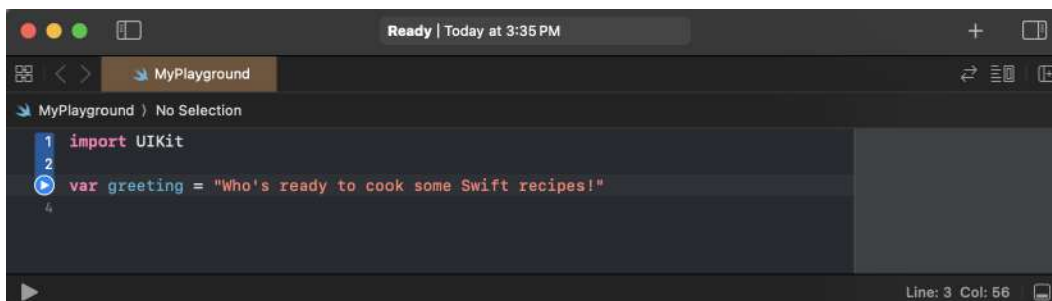 Ready | Today at 3:35 PM
MyPlayground
MyPlayground ⟩ No Selection
1 import UIKit
2
var greeting = "Who's ready to cook some Swift recipes!"
4
Line: 3 Col: 56